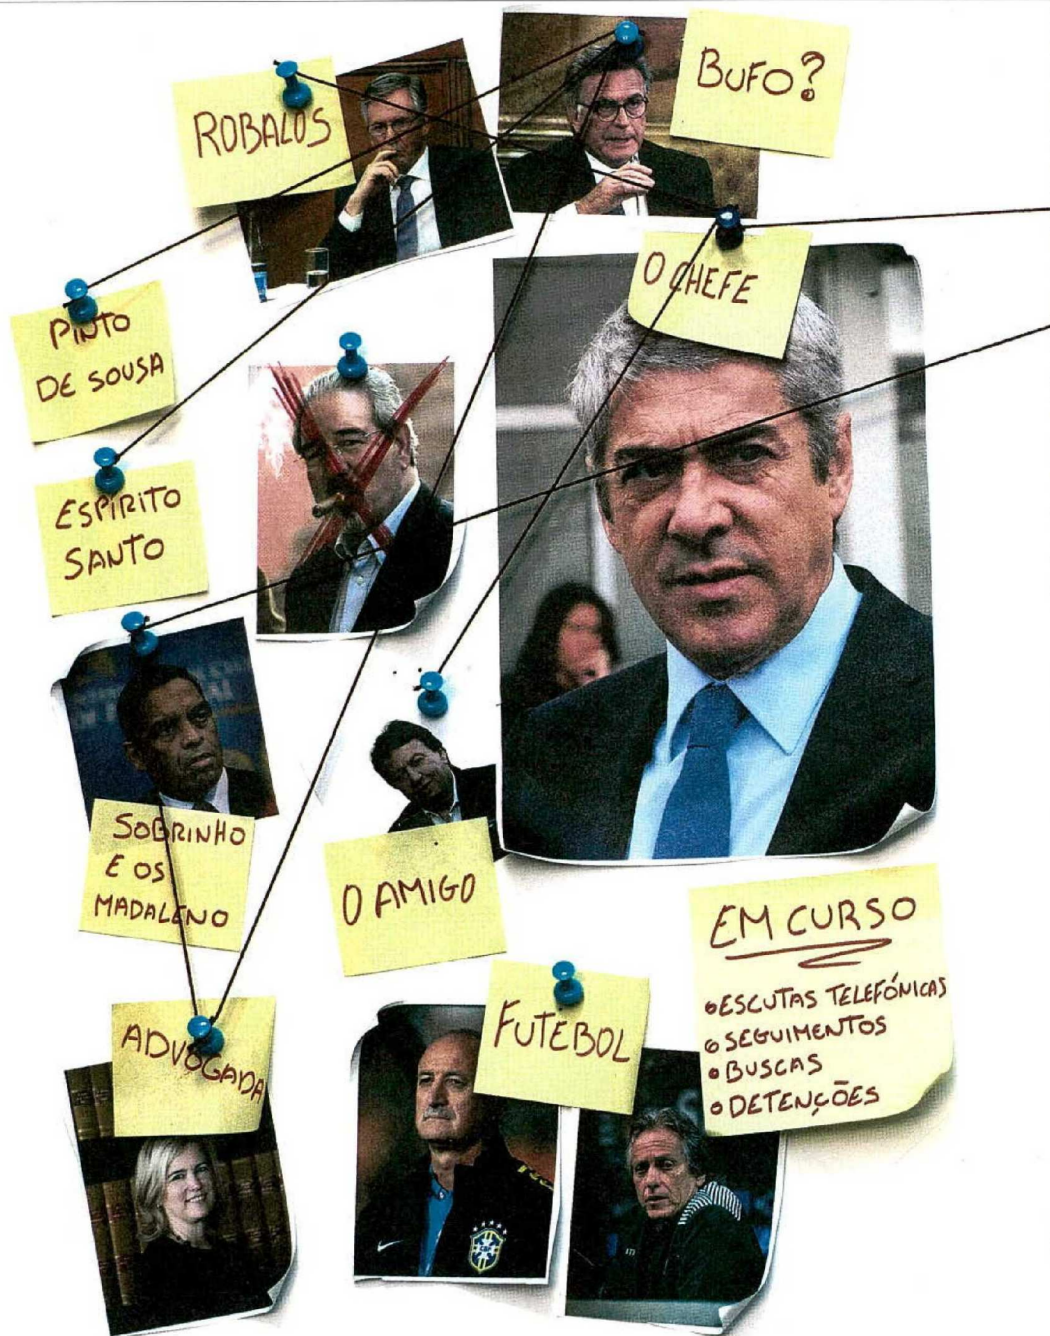 ROBALOS
BUFO?
O CHEFE
PINTO
DE SOUSA
ESPÍRITO
SANTO
SOBRINHO
E OS
MADALENO
O AMIGO
EM CURSO
ESCUTAS TELEFÓNICAS
SEGUIMENTOS
BUSCAS
DETENÇÕES
FUTEBOL
ADVOGADA